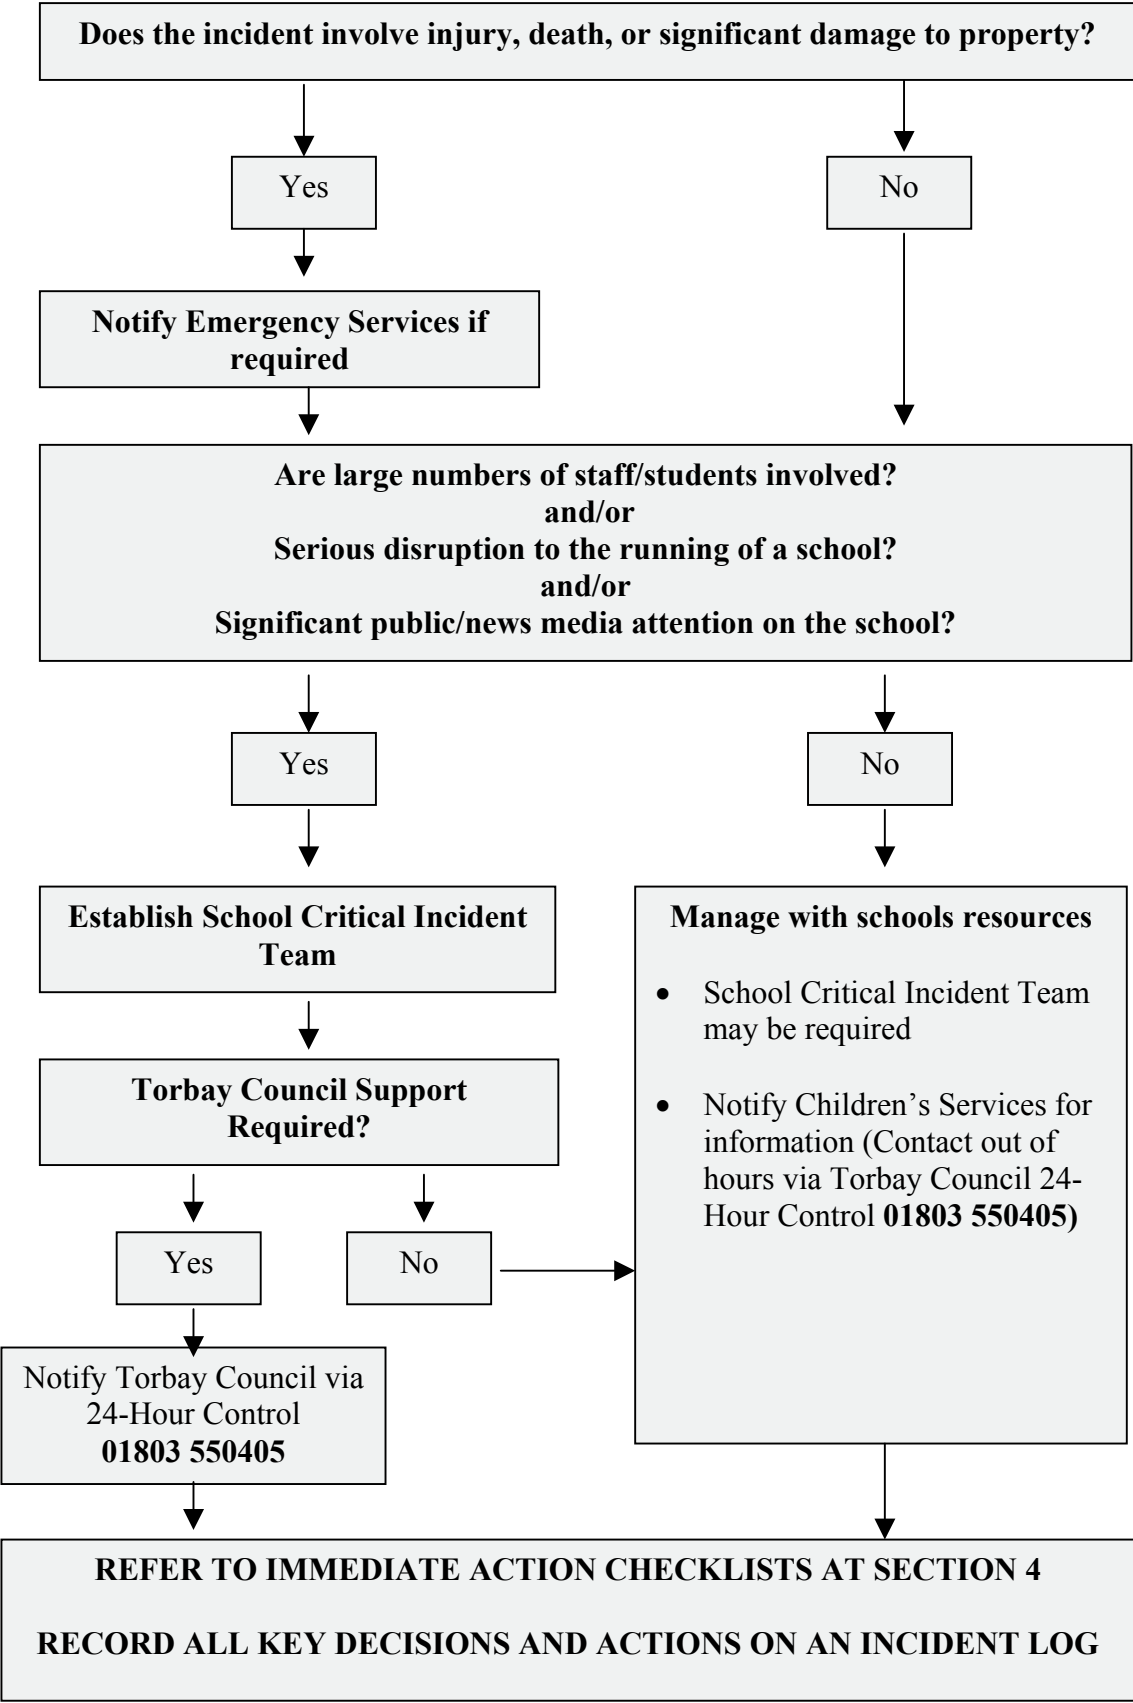 Does the incident involve injury, death, or significant damage to property?
Yes
No
Notify Emergency Services if
required
Are large numbers of staff/students involved?
and/or
Serious disruption to the running of a school?
and/or
Significant public/news media attention on the school?
Yes
No
Establish School Critical Incident
Team
Manage with schools resources
• School Critical Incident Team
may be required
• Notify Children’s Services for
information (Contact out of
hours via Torbay Council 24-
Hour Control 01803 550405)
Torbay Council Support
Required?
Yes
No
Notify Torbay Council via
24-Hour Control
01803 550405
REFER TO IMMEDIATE ACTION CHECKLISTS AT SECTION 4
RECORD ALL KEY DECISIONS AND ACTIONS ON AN INCIDENT LOG